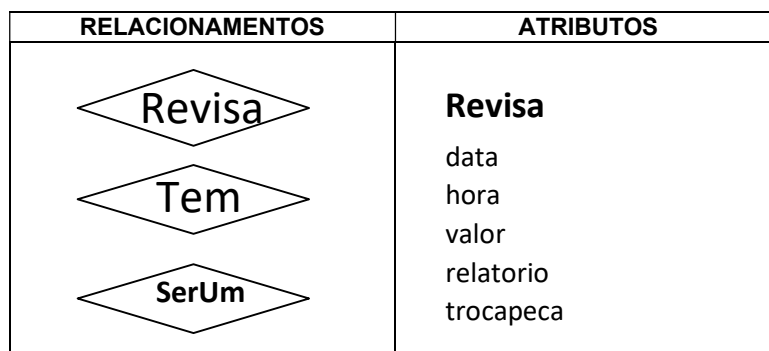 RELACIONAMENTOS
ATRIBUTOS
Revisa
Tem
SerUm
Revisa
data
hora
valor
relatorio
trocapeca